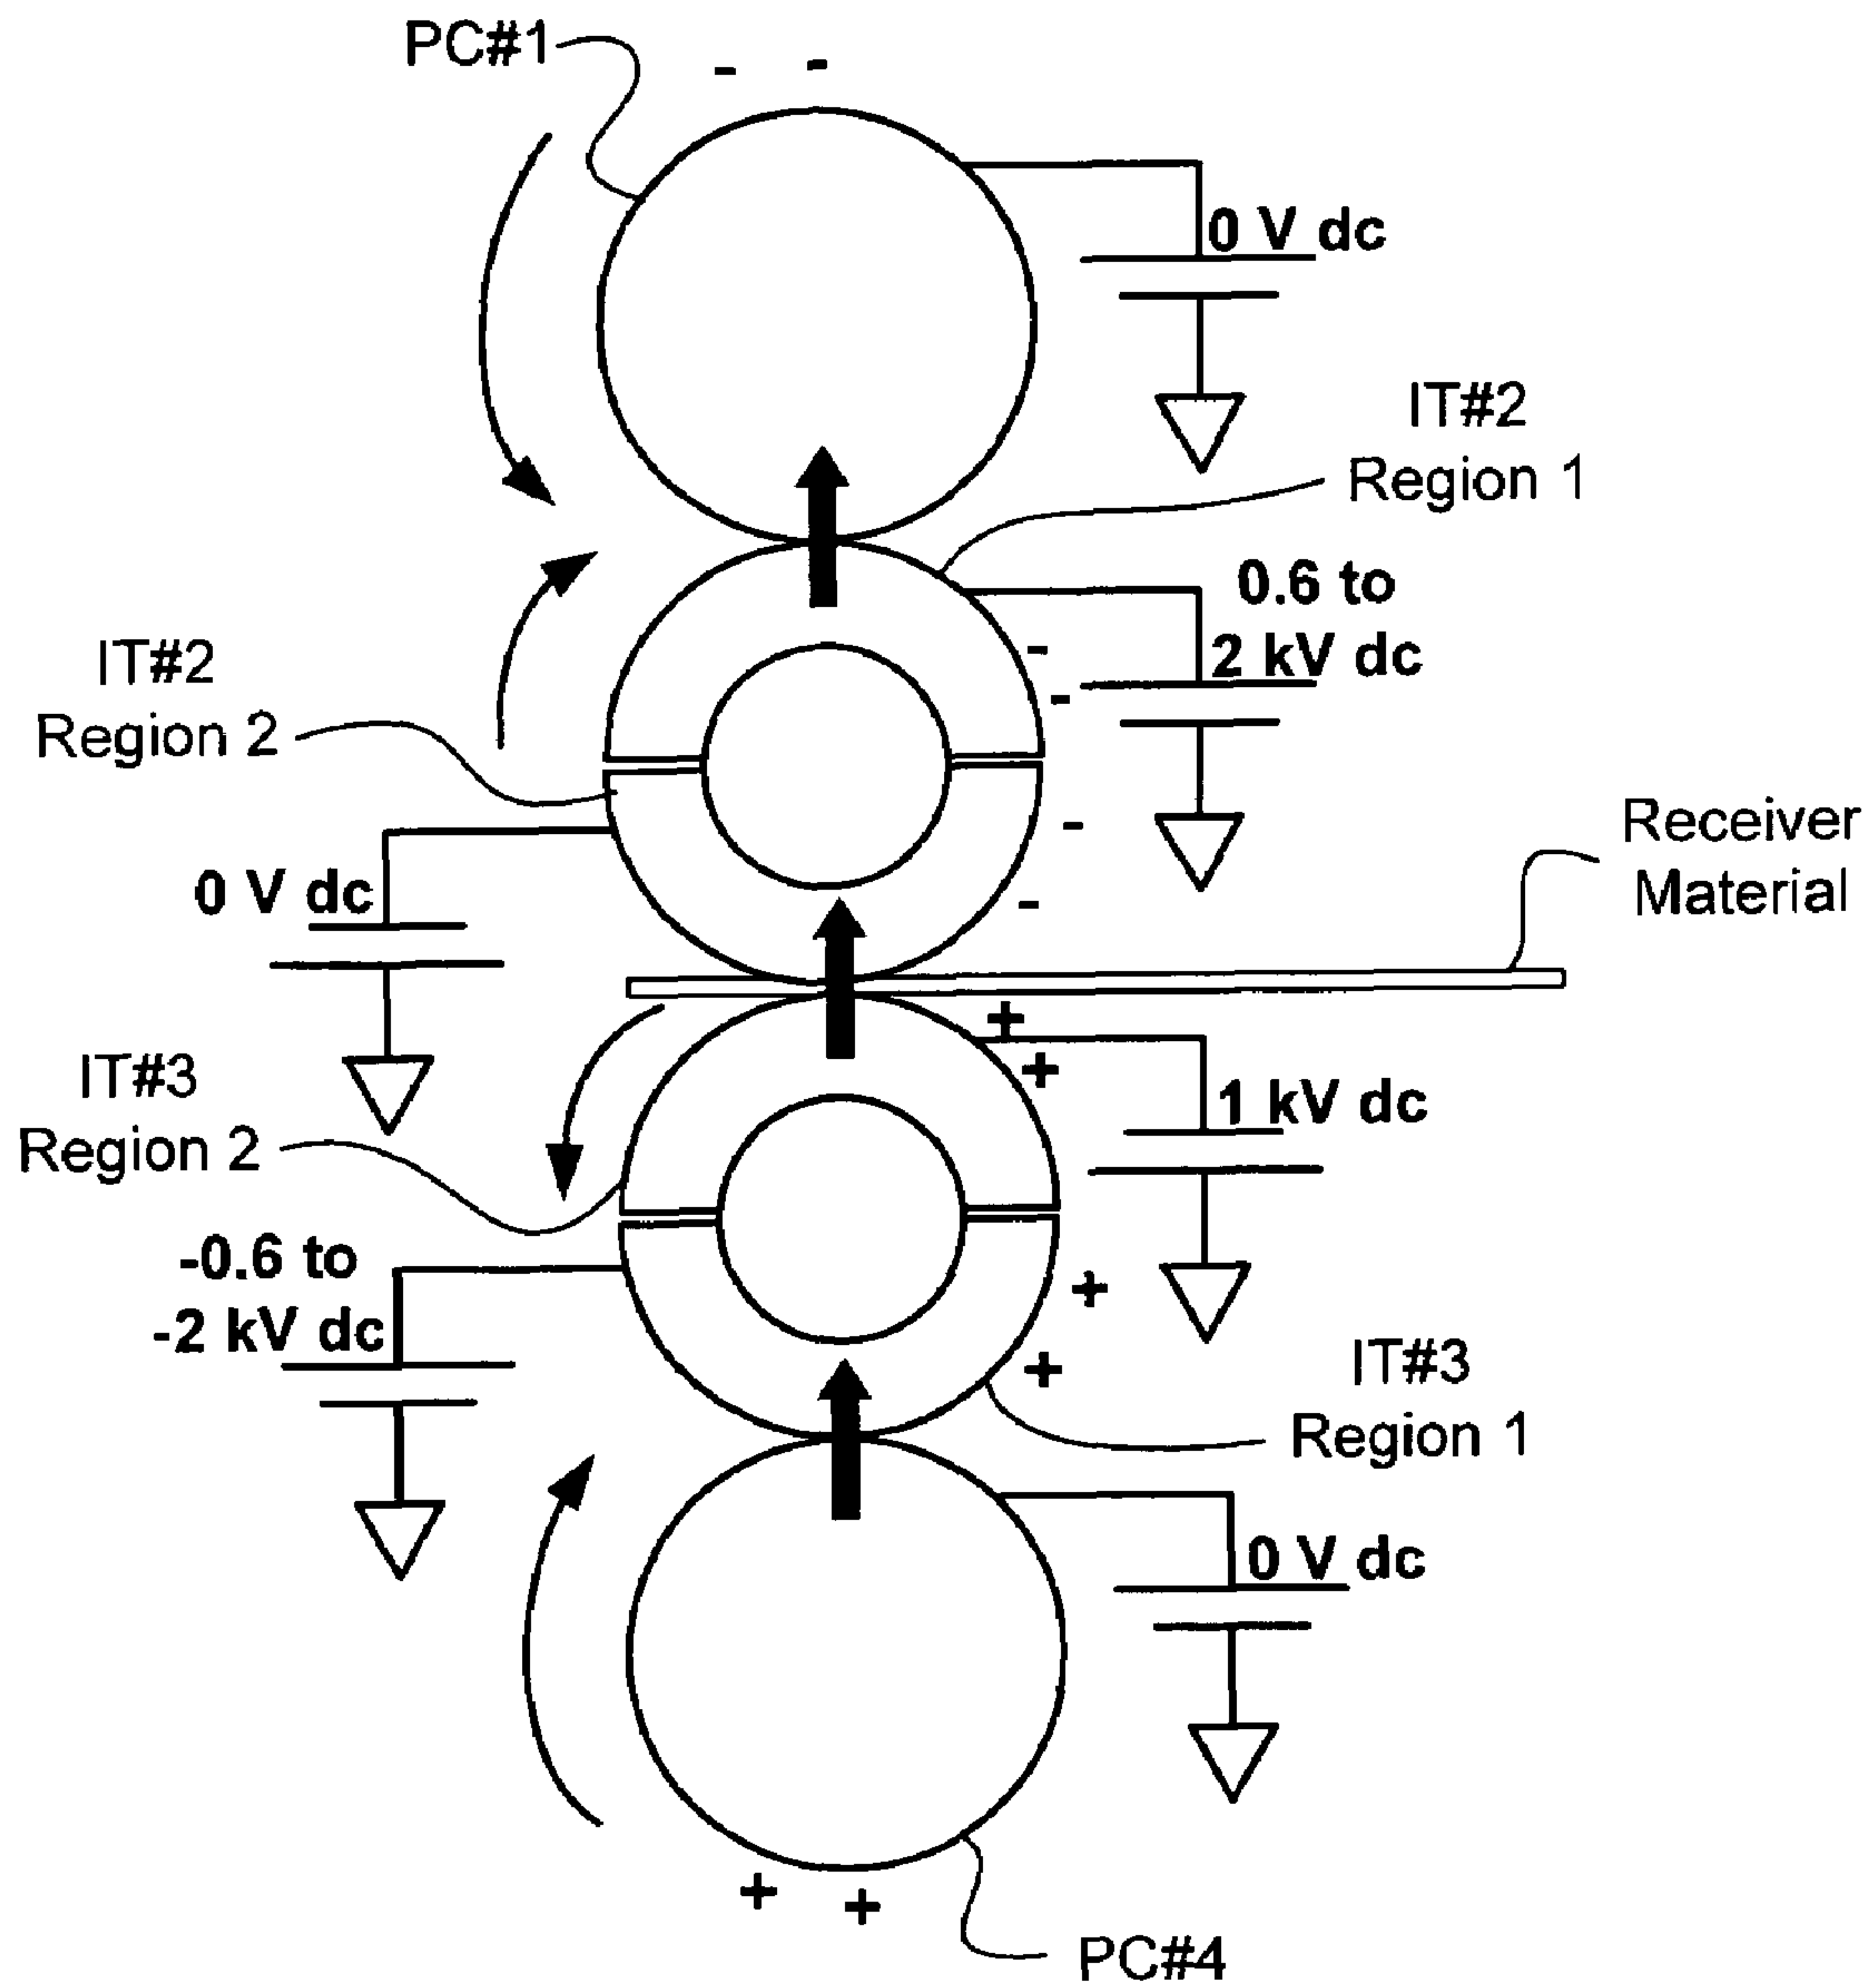 PC#1
- -
0 V dc
IT#2
Region 1
0.6 to
2 kV dc
-
-
IT#2
Region 2
-
0 V dc
-
Receiver
Material
+
+
1 kV dc
IT#3
Region 2
-0.6 to
-2 kV dc
+
+
IT#3
Region 1
0 V dc
+ +
PC#4